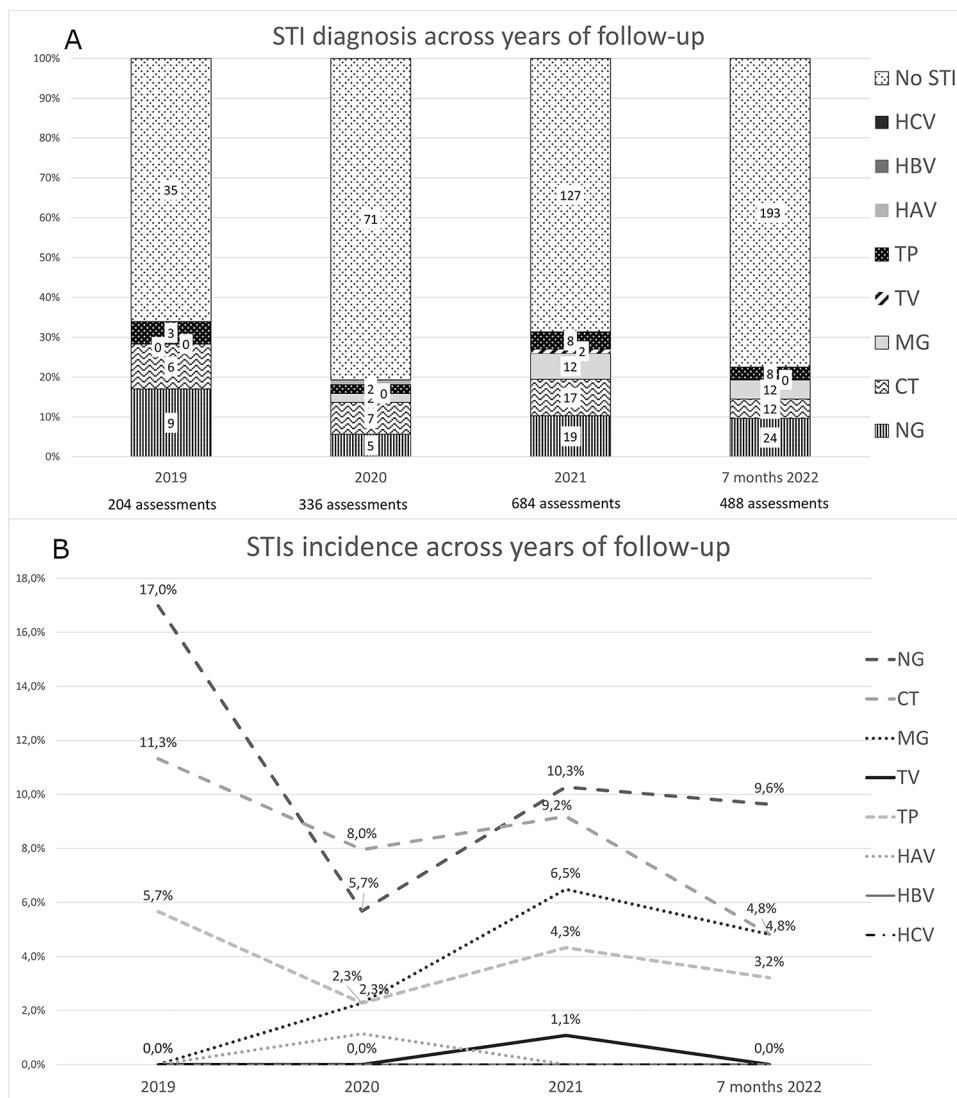 A
STI diagnosis across years of follow-up
100%
90%
80%
70%
60%
50%
40%
30%
20%
10%
0%
35
3
0
0
6
9
71
2
2
0
7
5
127
8
2
12
17
19
193
8
0
12
12
24
2019
2020
2021
7 months 2022
204 assessments
336 assessments
684 assessments
488 assessments
No STI
HCV
HBV
HAV
TP
TV
MG
CT
NG
B
STIs incidence across years of follow-up
18,0%
16,0%
14,0%
12,0%
10,0%
8,0%
6,0%
4,0%
2,0%
0,0%
17,0%
11,3%
5,7%
0,0%
8,0%
5,7%
2,3%
2,3%
0,0%
10,3%
9,2%
6,5%
4,3%
1,1%
9,6%
4,8%
4,8%
3,2%
0,0%
2019
2020
2021
7 months 2022
NG
CT
MG
TV
TP
HAV
HBV
HCV